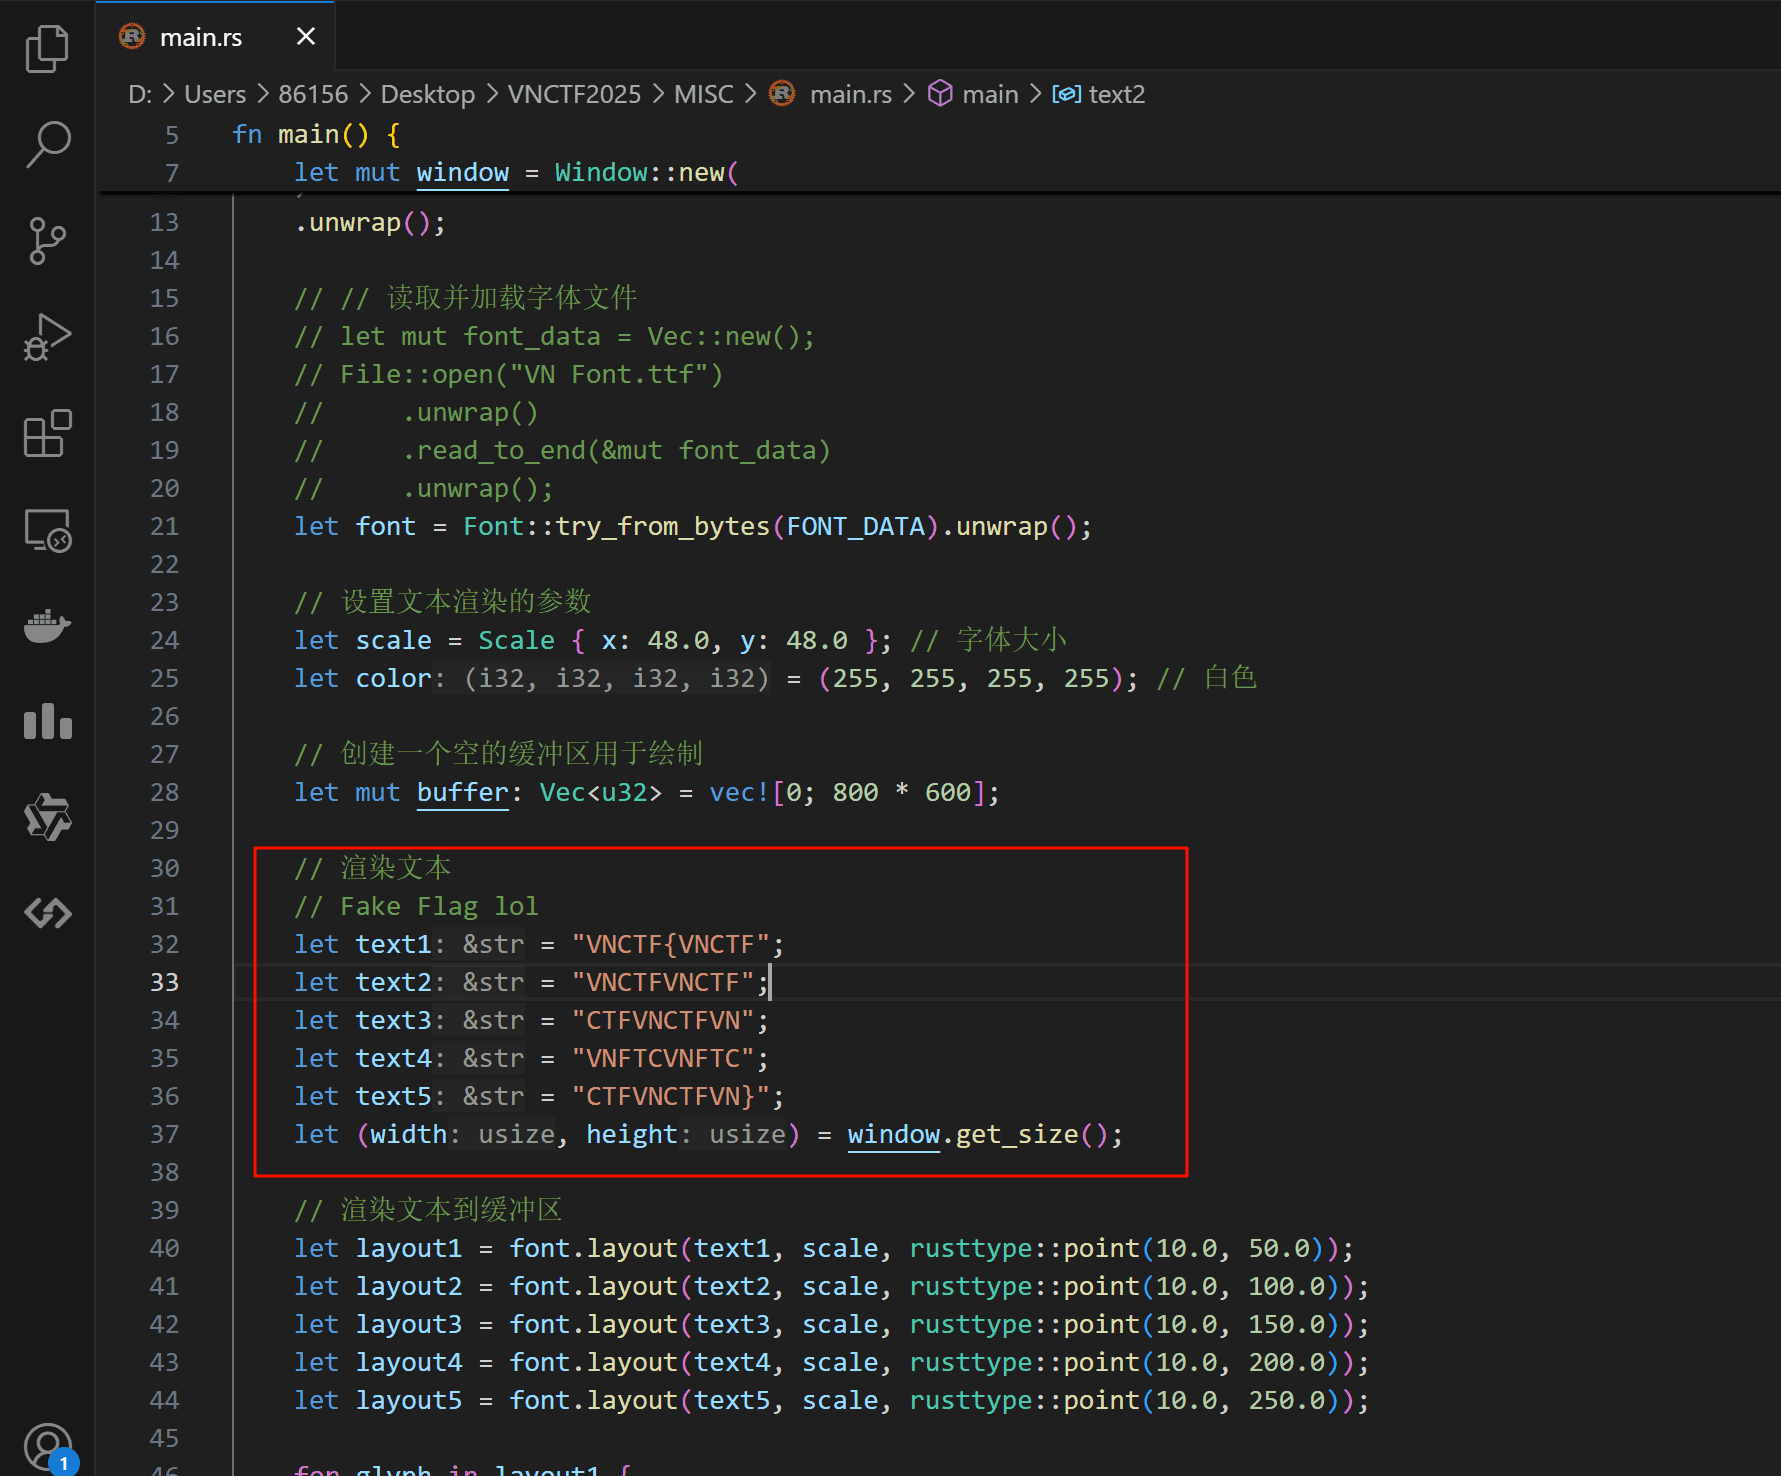 main.rs
D: > Users > 86156 > Desktop > VNCTF2025 > MISC > main.rs > main > text2
5 fn main() {
7 let mut window = Window::new(
13 .unwrap();
14
15 // // 读取并加载字体文件
16 // let mut font_data = Vec::new();
17 // File::open("VN Font.ttf")
18 // .unwrap()
19 // .read_to_end(&mut font_data)
20 // .unwrap();
21 let font = Font::try_from_bytes(FONT_DATA).unwrap();
22
23 // 设置文本渲染的参数
24 let scale = Scale { x: 48.0, y: 48.0 }; // 字体大小
25 let color: (i32, i32, i32, i32) = (255, 255, 255, 255); // 白色
26
27 // 创建一个空的缓冲区用于绘制
28 let mut buffer: Vec<u32> = vec![0; 800 * 600];
29
30 // 渲染文本
31 // Fake Flag lol
32 let text1: &str = "VNCTF{VNCTF";
33 let text2: &str = "VNCTFVNCTF";
34 let text3: &str = "CTFVNCTFVN";
35 let text4: &str = "VNFTCVNFTC";
36 let text5: &str = "CTFVNCTFVN}";
37 let (width: usize, height: usize) = window.get_size();
38
39 // 渲染文本到缓冲区
40 let layout1 = font.layout(text1, scale, rusttype::point(10.0, 50.0));
41 let layout2 = font.layout(text2, scale, rusttype::point(10.0, 100.0));
42 let layout3 = font.layout(text3, scale, rusttype::point(10.0, 150.0));
43 let layout4 = font.layout(text4, scale, rusttype::point(10.0, 200.0));
44 let layout5 = font.layout(text5, scale, rusttype::point(10.0, 250.0));
45
46 for glyph in layout1 {
1